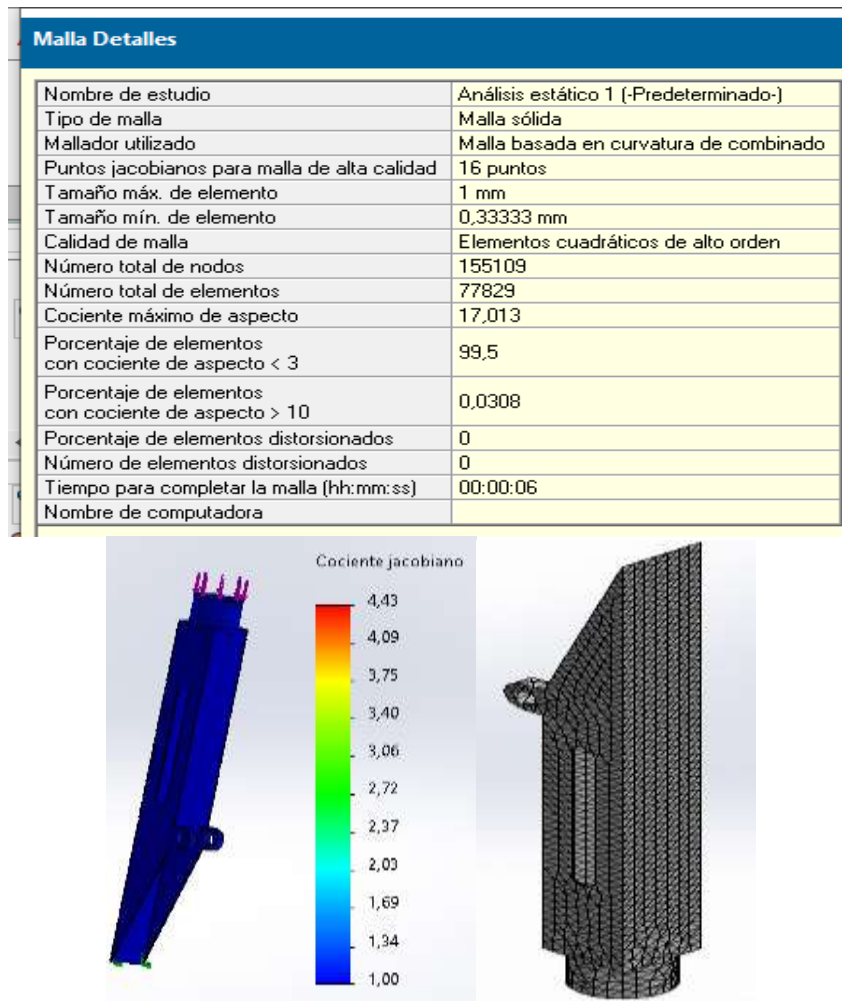 Malla Detalles
Nombre de estudio Análisis estático 1 (-Predeterminado-)
Tipo de malla Malla sólida
Mallador utilizado Malla basada en curvatura de combinado
Puntos jacobianos para malla de alta calidad 16 puntos
Tamaño máx. de elemento 1 mm
Tamaño mín. de elemento 0,33333 mm
Calidad de malla Elementos cuadráticos de alto orden
Número total de nodos 155109
Número total de elementos 77829
Cociente máximo de aspecto 17,013
Porcentaje de elementos
con cociente de aspecto < 3 99,5
Porcentaje de elementos
con cociente de aspecto > 10 0,0308
Porcentaje de elementos distorsionados 0
Número de elementos distorsionados 0
Tiempo para completar la malla (hh:mm:ss) 00:00:06
Nombre de computadora
Cociente jacobiano
4,43
4,09
3,75
3,40
3,06
2,72
2,37
2,03
1,69
1,34
1,00